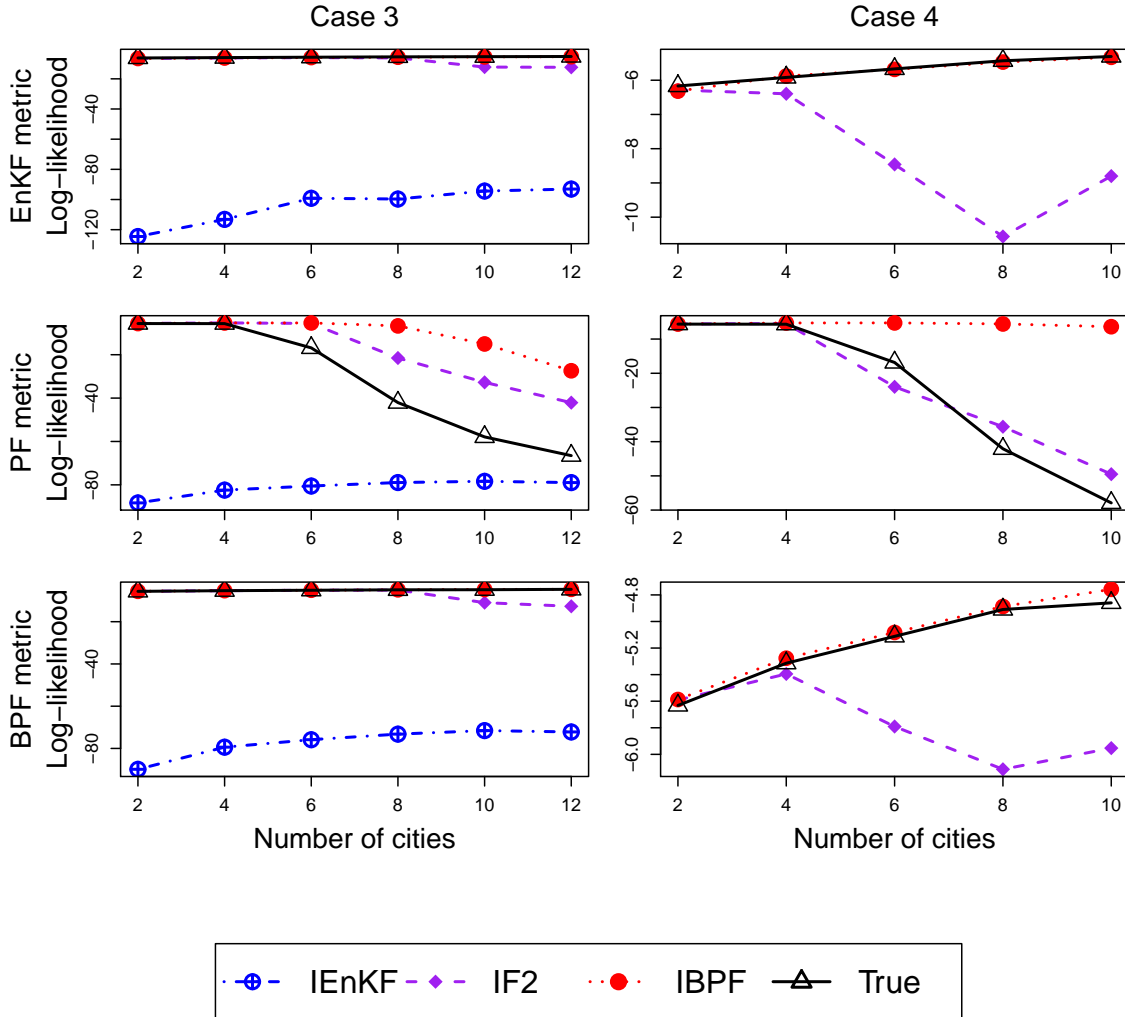 Case 3
Case 4
EnKF metric
Log−likelihood
−40
−80
−120
2 4 6 8 10 12
−6
−8
−10
2 4 6 8 10
PF metric
Log−likelihood
−40
−80
2 4 6 8 10 12
−20
−40
−60
2 4 6 8 10
BPF metric
Log−likelihood
−40
−80
2 4 6 8 10 12
Number of cities
−4.8
−5.2
−5.6
−6.0
2 4 6 8 10
Number of cities
IEnKF IF2 IBPF True